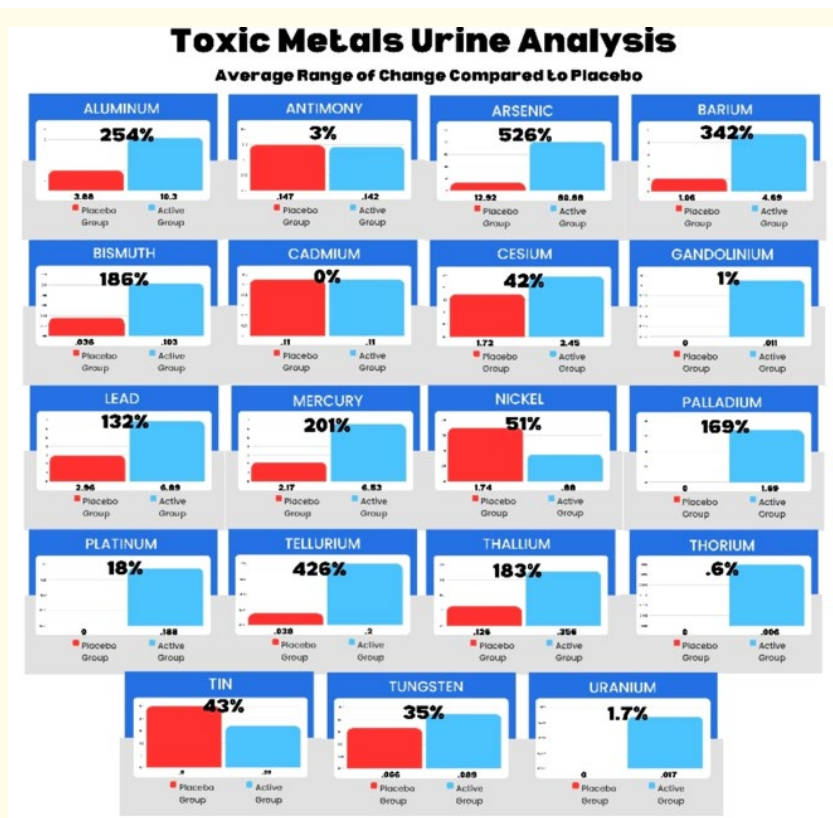 Toxic Metals Urine Analysis
Average Range of Change Compared to Placebo
ALUMINUM
254%
3.88 10.3
Placebo Group Active Group
ANTIMONY
3%
.147 .142
Placebo Group Active Group
ARSENIC
526%
12.92 80.88
Placebo Group Active Group
BARIUM
342%
1.06 4.69
Placebo Group Active Group
BISMUTH
186%
.036 .103
Placebo Group Active Group
CADMIUM
0%
.11 .11
Placebo Group Active Group
CESIUM
42%
1.72 2.45
Placebo Group Active Group
GANDOLINIUM
1%
0 .011
Placebo Group Active Group
LEAD
132%
2.96 6.89
Placebo Group Active Group
MERCURY
201%
2.17 6.53
Placebo Group Active Group
NICKEL
51%
1.74 .88
Placebo Group Active Group
PALLADIUM
169%
0 1.69
Placebo Group Active Group
PLATINUM
18%
0 .188
Placebo Group Active Group
TELLURIUM
426%
.038 .2
Placebo Group Active Group
THALLIUM
183%
.126 .356
Placebo Group Active Group
THORIUM
.6%
0 .006
Placebo Group Active Group
TIN
43%
Placebo Group Active Group
TUNGSTEN
35%
.066 .089
Placebo Group Active Group
URANIUM
1.7%
0 .017
Placebo Group Active Group